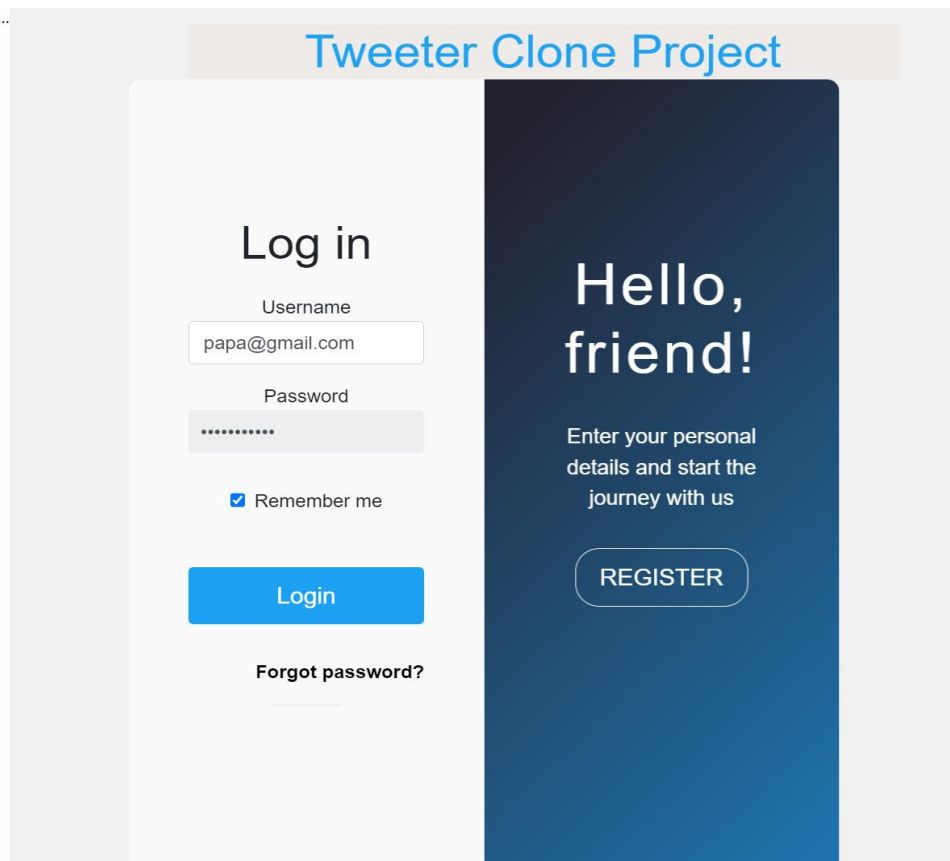 ...
Tweeter Clone Project
Log in
Username
papa@gmail.com
Password
•••••••••••
Remember me
Login
Forgot password?
Hello,
friend!
Enter your personal
details and start the
journey with us
REGISTER